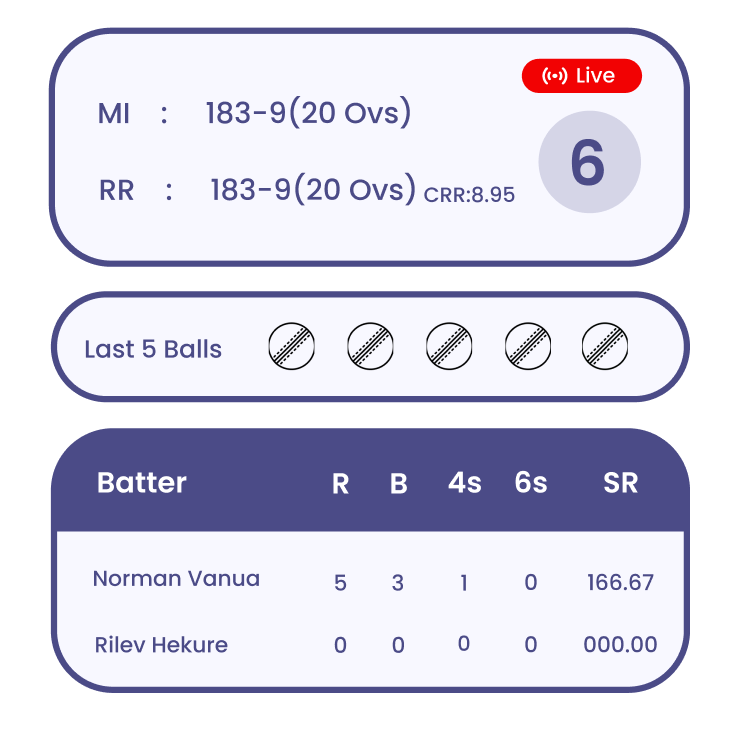 Live
MI : 183-9(20 Ovs)
6
RR : 183-9(20 Ovs) CRR:8.95
Last 5 Balls
Batter R B 4s 6s SR
Norman Vanua 5 3 1 0 166.67
Rilev Hekure 0 0 0 0 000.00